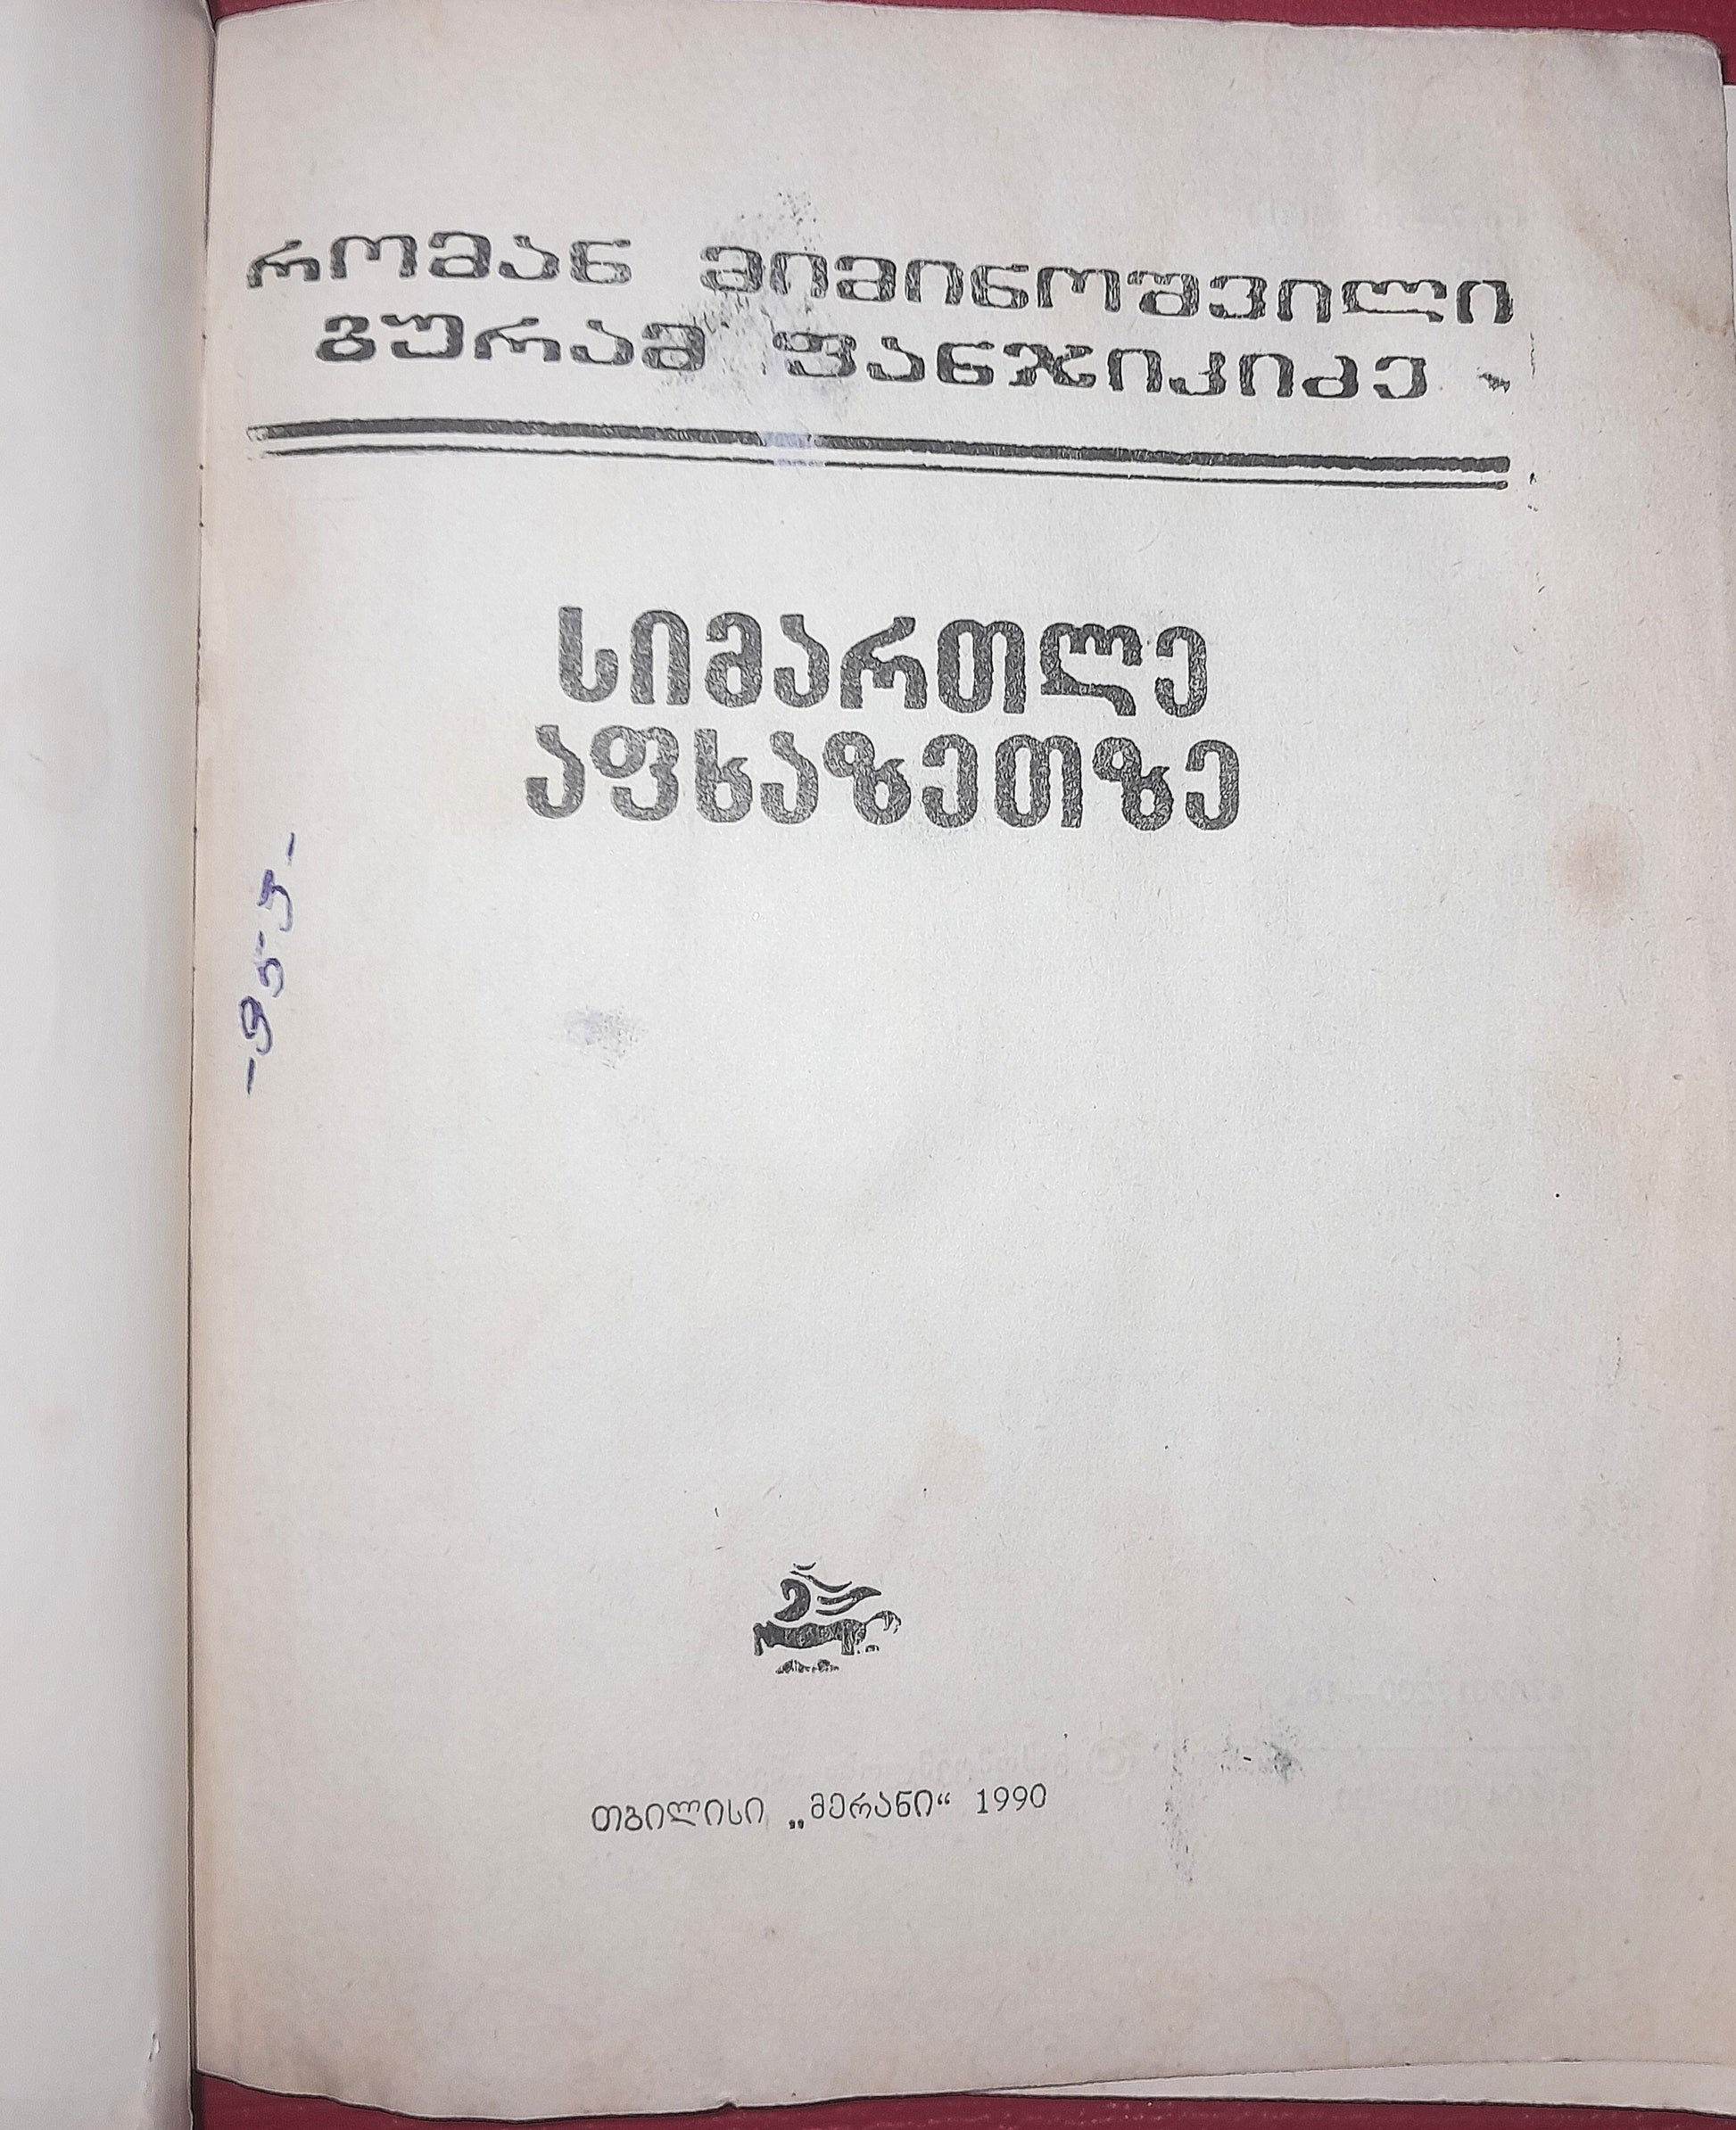 რომან მიმინოშვილი
გურამ ფანჯიკიძე
სიმართლე
აფხაზეთზე
თბილისი „მერანი“ 1990